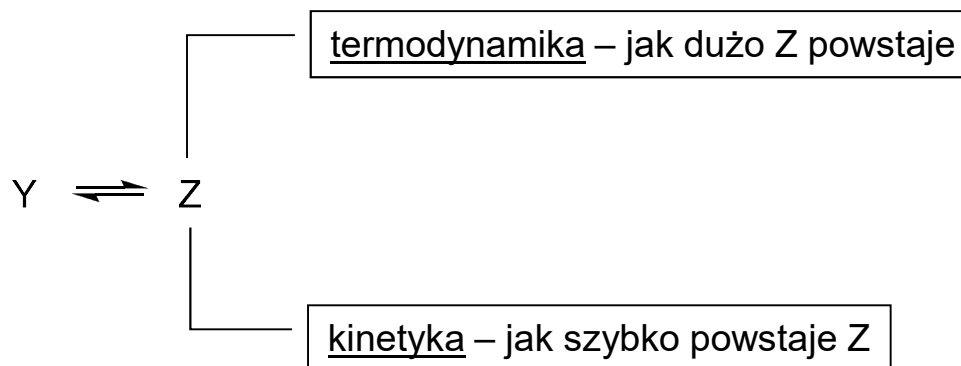 termodynamika – jak dużo Z powstaje
Y ⇌ Z
kinetyka – jak szybko powstaje Z